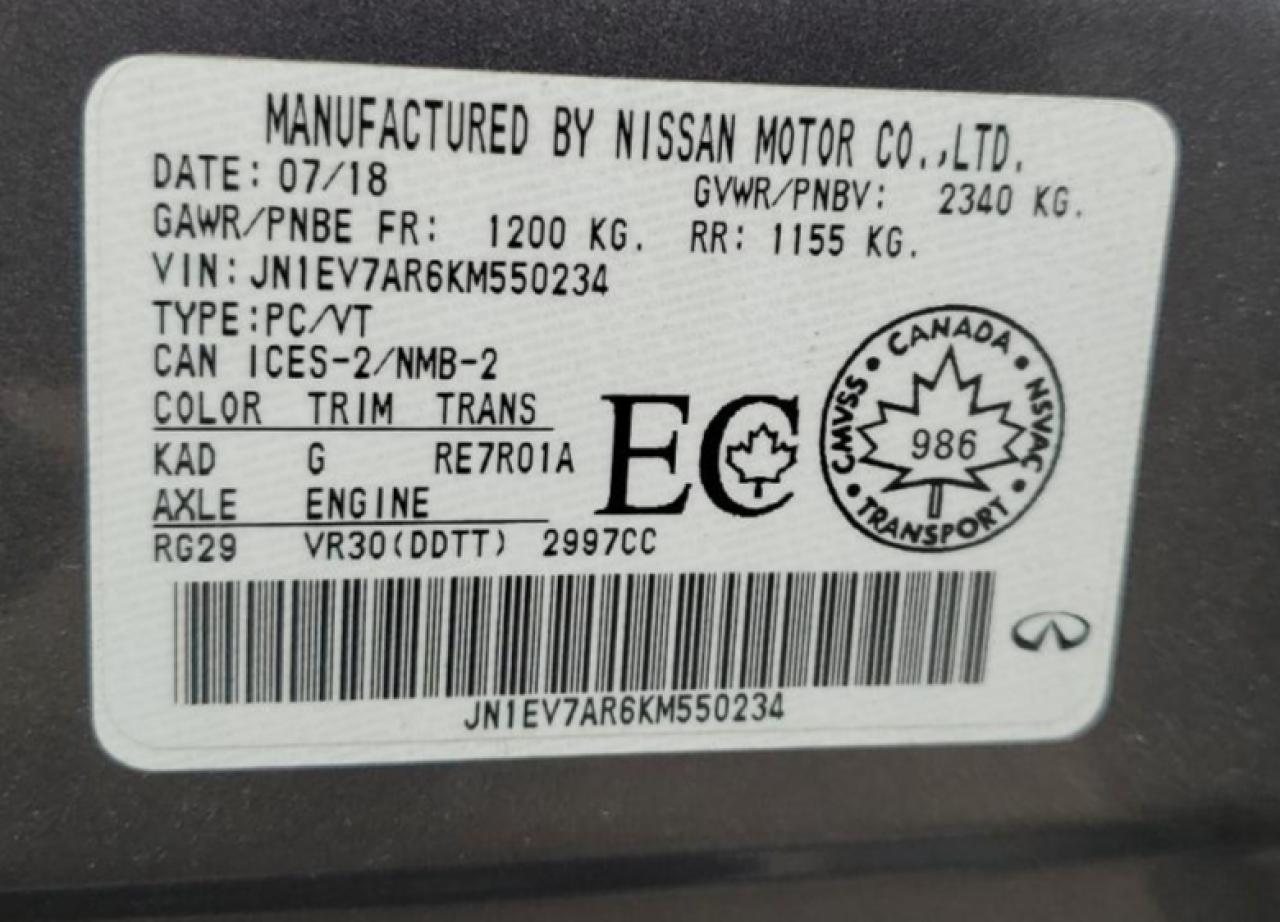 MANUFACTURED BY NISSAN MOTOR CO.,LTD.
DATE: 07/18 GVWR/PNBV: 2340 KG.
GAWR/PNBE FR: 1200 KG. RR: 1155 KG.
VIN: JN1EV7AR6KM550234
TYPE:PC/VT
CAN ICES-2/NMB-2
COLOR TRIM TRANS
KAD G RE7R01A
AXLE ENGINE
RG29 VR30(DDTT) 2997CC
EC
CANADA
CMVSS
986
NSVAC
TRANSPORT
JN1EV7AR6KM550234